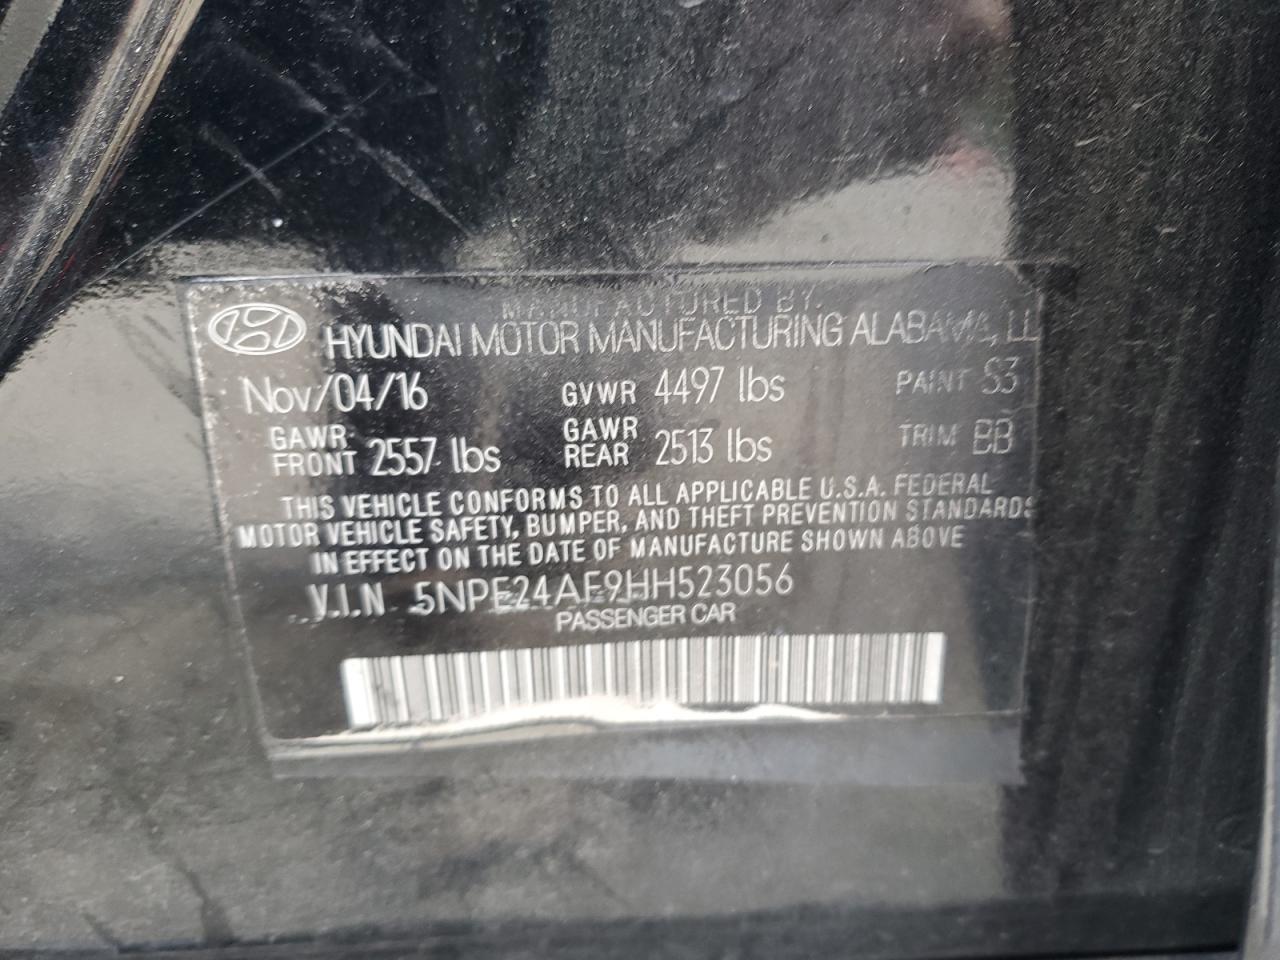 MANUFACTURED BY:
HYUNDAI MOTOR MANUFACTURING ALABAMA, LL
Nov/04/16 GVWR 4497 lbs PAINT S3
GAWR FRONT 2557 lbs GAWR REAR 2513 lbs TRIM BB
THIS VEHICLE CONFORMS TO ALL APPLICABLE U.S.A. FEDERAL
MOTOR VEHICLE SAFETY, BUMPER, AND THEFT PREVENTION STANDARDS
IN EFFECT ON THE DATE OF MANUFACTURE SHOWN ABOVE
V.I.N 5NPE24AF9HH523056
PASSENGER CAR